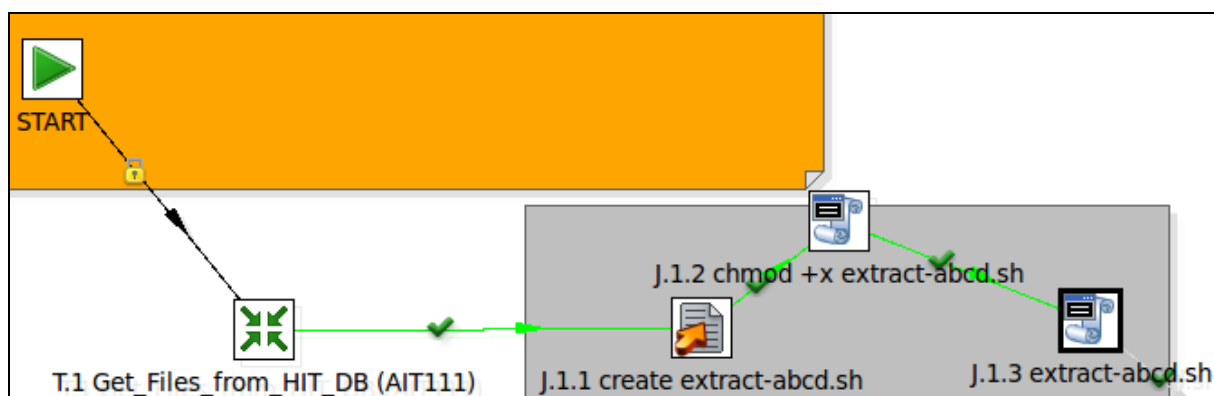 START
J.1.2 chmod +x extract-abcd.sh
T.1 Get_Files_from_HIT_DB (AIT111)
J.1.1 create extract-abcd.sh
J.1.3 extract-abcd.sh